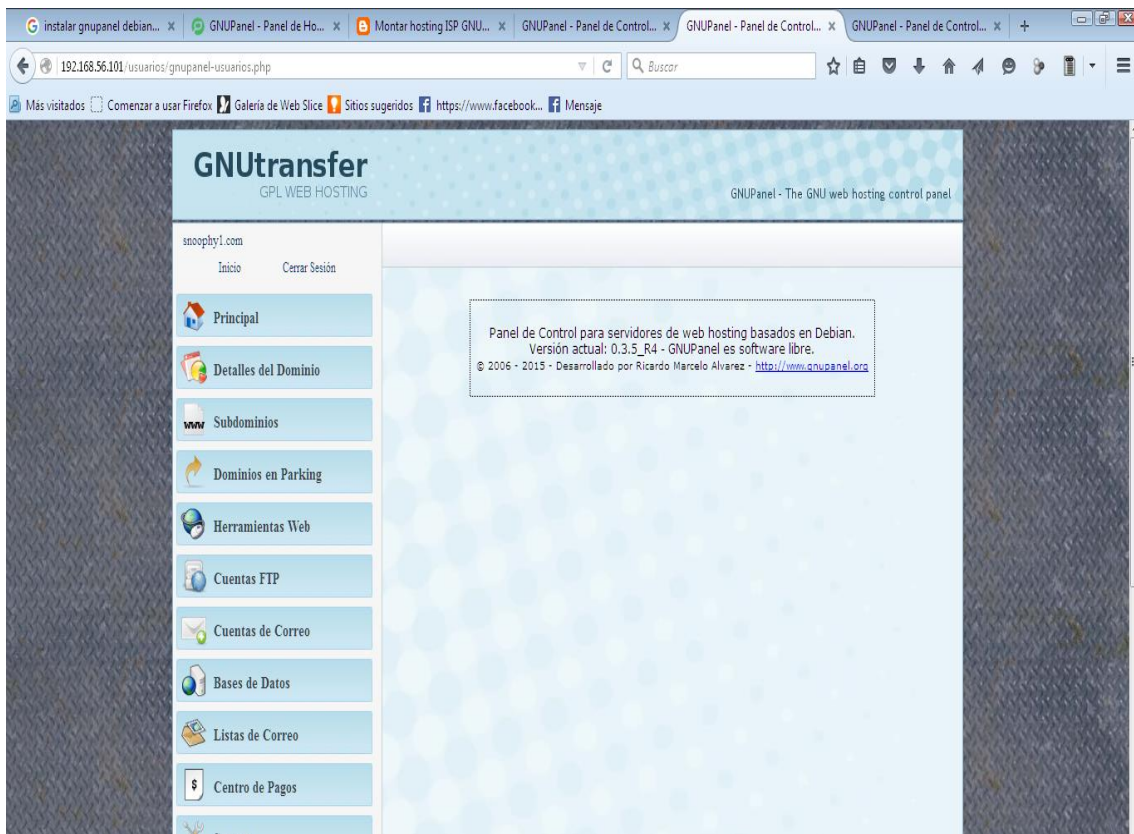 instalar gnupanel debian...
GNUPanel - Panel de Ho...
Montar hosting ISP GNU...
GNUPanel - Panel de Control...
GNUPanel - Panel de Control...
GNUPanel - Panel de Control...
192.168.56.101/usuarios/gnupanel-usuarios.php
Buscar
Más visitados
Comenzar a usar Firefox
Galería de Web Slice
Sitios sugeridos
https://www.facebook...
Mensaje
GNUtransfer
GPL WEB HOSTING
GNUPanel - The GNU web hosting control panel
snoophy1.com
Inicio
Cerrar Sesión
Principal
Detalles del Dominio
www
Subdominios
Dominios en Parking
Herramientas Web
Cuentas FTP
Cuentas de Correo
Bases de Datos
Listas de Correo
$
Centro de Pagos
Panel de Control para servidores de web hosting basados en Debian.
Versión actual: 0.3.5_R4 - GNUPanel es software libre.
© 2006 - 2015 - Desarrollado por Ricardo Marcelo Alvarez - http://www.gnupanel.org